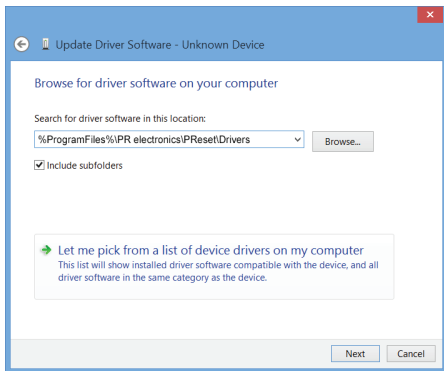 Update Driver Software - Unknown Device
Browse for driver software on your computer
Search for driver software in this location:
%ProgramFiles%\PR electronics\PReset\Drivers
Browse...
Include subfolders
Let me pick from a list of device drivers on my computer
This list will show installed driver software compatible with the device, and all
driver software in the same category as the device.
Next
Cancel